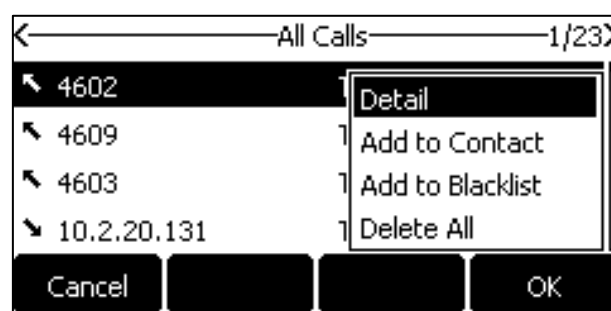 All Calls 1/23
4602
Detail
4609
Add to Contact
4603
Add to Blacklist
10.2.20.131
Delete All
Cancel OK